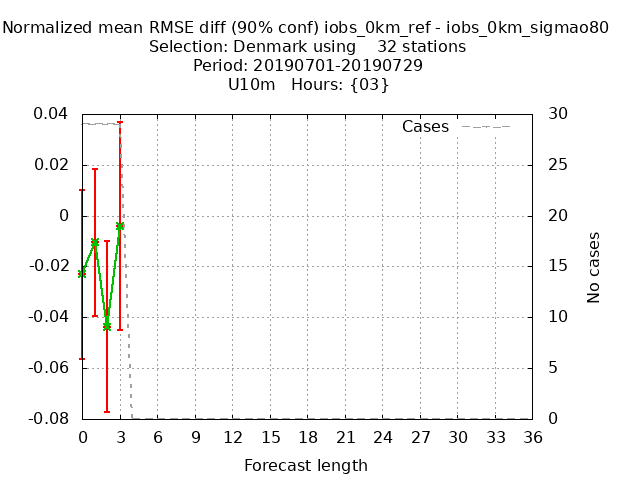 Normalized mean RMSE diff (90% conf) iobs_0km_ref - iobs_0km_sigmao80
Selection: Denmark using    32 stations
Period: 20190701-20190729
U10m   Hours: {03}
Cases
0.04
0.02
0
-0.02
-0.04
-0.06
-0.08
30
25
20
15
10
5
0
No cases
0 3 6 9 12 15 18 21 24 27 30 33 36
Forecast length